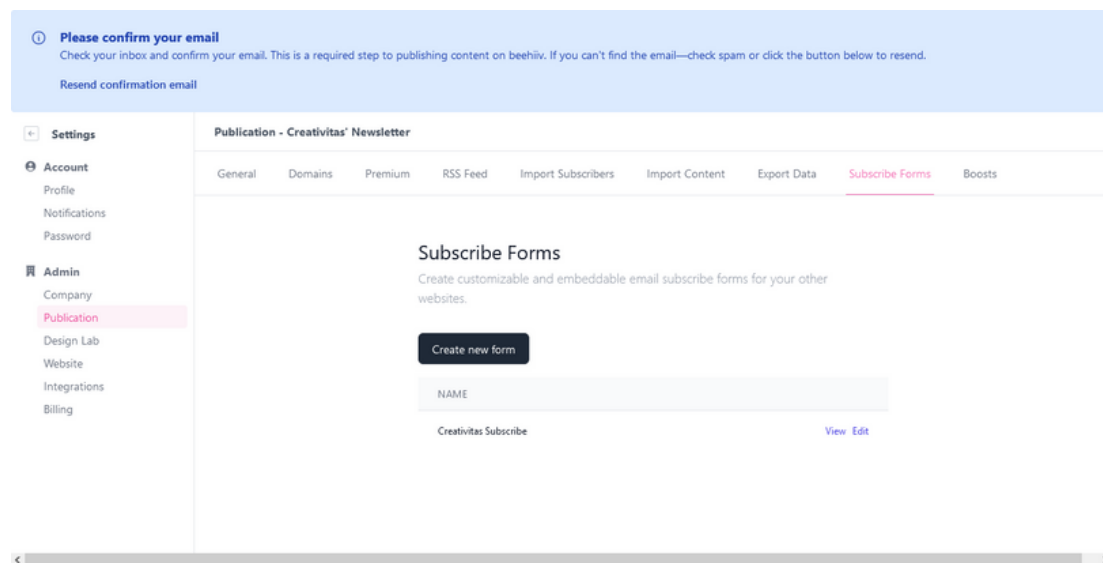 Please confirm your email
Check your inbox and confirm your email. This is a required step to publishing content on beehiiv. If you can't find the email—check spam or click the button below to resend.
Resend confirmation email
Settings
Publication - Creativitas' Newsletter
Account
Profile
Notifications
Password
Admin
Company
Publication
Design Lab
Website
Integrations
Billing
General Domains Premium RSS Feed Import Subscribers Import Content Export Data Subscribe Forms Boosts
Subscribe Forms
Create customizable and embeddable email subscribe forms for your other
websites.
Create new form
NAME
Creativitas Subscribe View Edit